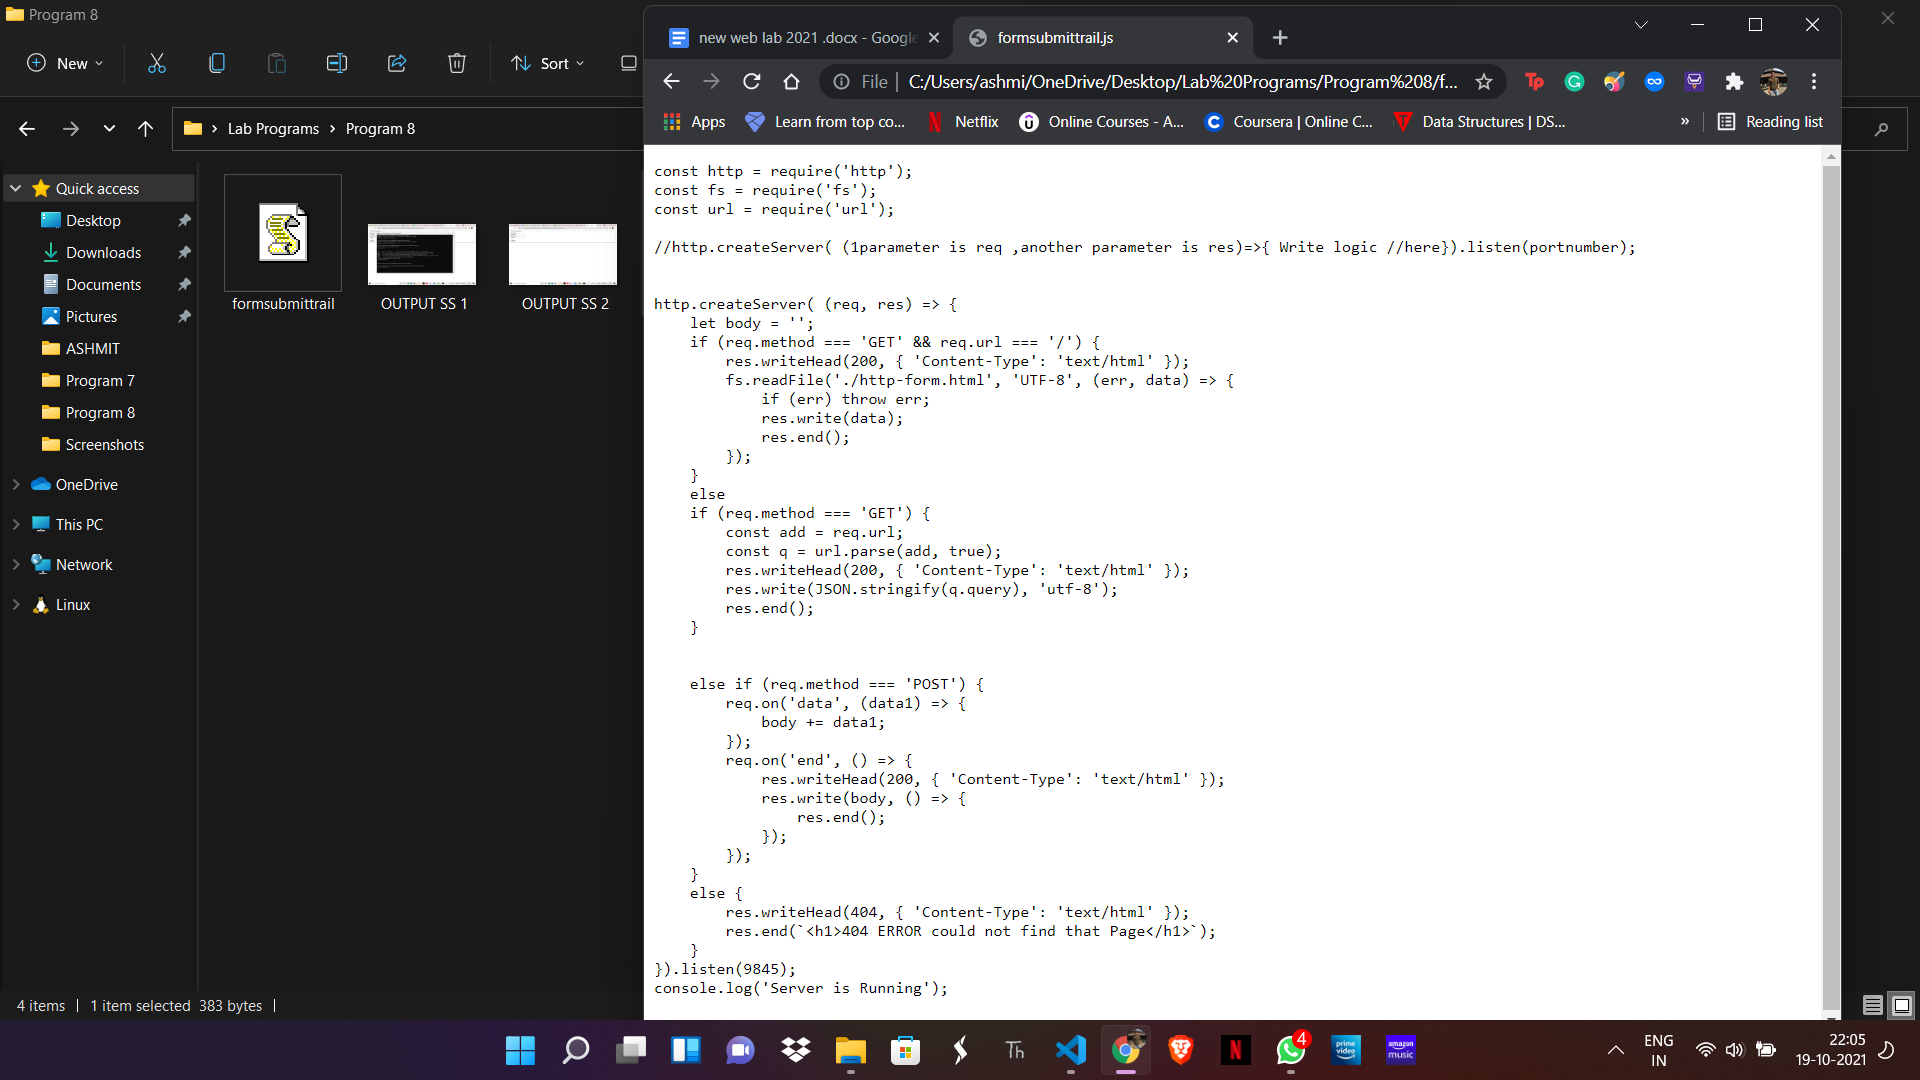 Program 8
New
Sort
Lab Programs
Program 8
Quick access
Desktop
Downloads
Documents
Pictures
ASHMIT
Program 7
Program 8
Screenshots
OneDrive
This PC
Network
Linux
formsubmittrail
OUTPUT SS 1
OUTPUT SS 2
4 items
1 item selected 383 bytes
new web lab 2021 .docx - Google
formsubmittrail.js
File
C:/Users/ashmi/OneDrive/Desktop/Lab%20Programs/Program%208/f...
Apps
Learn from top co...
Netflix
Online Courses - A...
Coursera | Online C...
Data Structures | DS...
»
Reading list
const http = require('http');
const fs = require('fs');
const url = require('url');
//http.createServer( (1parameter is req ,another parameter is res)=>{ Write logic //here}).listen(portnumber);
http.createServer( (req, res) => {
let body = '';
if (req.method === 'GET' && req.url === '/') {
res.writeHead(200, { 'Content-Type': 'text/html' });
fs.readFile('./http-form.html', 'UTF-8', (err, data) => {
if (err) throw err;
res.write(data);
res.end();
});
}
else
if (req.method === 'GET') {
const add = req.url;
const q = url.parse(add, true);
res.writeHead(200, { 'Content-Type': 'text/html' });
res.write(JSON.stringify(q.query), 'utf-8');
res.end();
}
else if (req.method === 'POST') {
req.on('data', (data1) => {
body += data1;
});
req.on('end', () => {
res.writeHead(200, { 'Content-Type': 'text/html' });
res.write(body, () => {
res.end();
});
});
}
else {
res.writeHead(404, { 'Content-Type': 'text/html' });
res.end(`<h1>404 ERROR could not find that Page</h1>`);
}
}).listen(9845);
console.log('Server is Running');
Th
4
prime video
amazon music
ENG
IN
22:05
19-10-2021